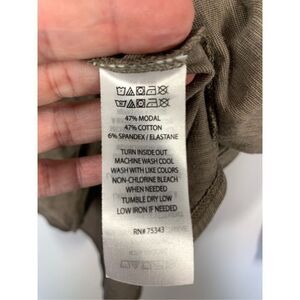 47% MODAL
47% COTTON
6% SPANDEX / ELASTANE
TURN INSIDE OUT
MACHINE WASH COOL
WASH WITH LIKE COLORS
NON-CHLORINE BLEACH
WHEN NEEDED
TUMBLE DRY LOW
LOW IRON IF NEEDED
RN# 75343